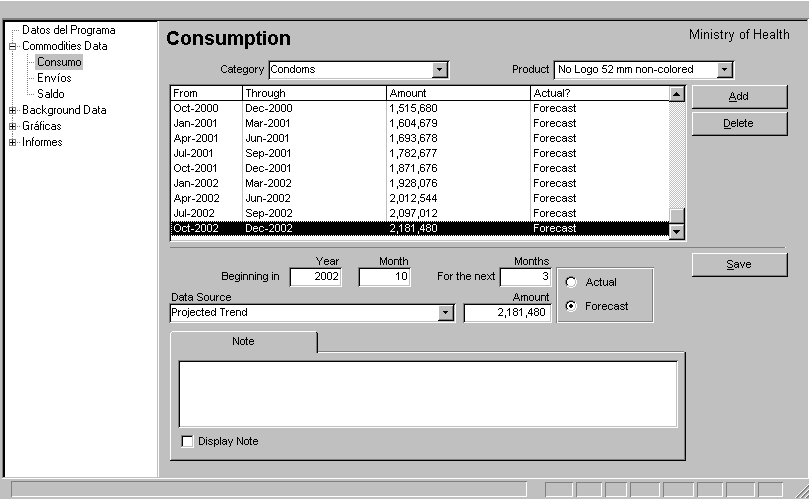 Datos del Programa
Commodities Data
Consumo
Envíos
Saldo
Background Data
Gráficas
Informes
Consumption
Ministry of Health
Category Condoms Product No Logo 52 mm non-colored
From Through Amount Actual?
Oct-2000 Dec-2000 1,515,680 Forecast
Jan-2001 Mar-2001 1,604,679 Forecast
Apr-2001 Jun-2001 1,693,678 Forecast
Jul-2001 Sep-2001 1,782,677 Forecast
Oct-2001 Dec-2001 1,871,676 Forecast
Jan-2002 Mar-2002 1,928,076 Forecast
Apr-2002 Jun-2002 2,012,544 Forecast
Jul-2002 Sep-2002 2,097,012 Forecast
Oct-2002 Dec-2002 2,181,480 Forecast
Add
Delete
Save
Year Month Months
Beginning in 2002 10 For the next 3
Actual
Forecast
Data Source Amount
Projected Trend 2,181,480
Note
Display Note